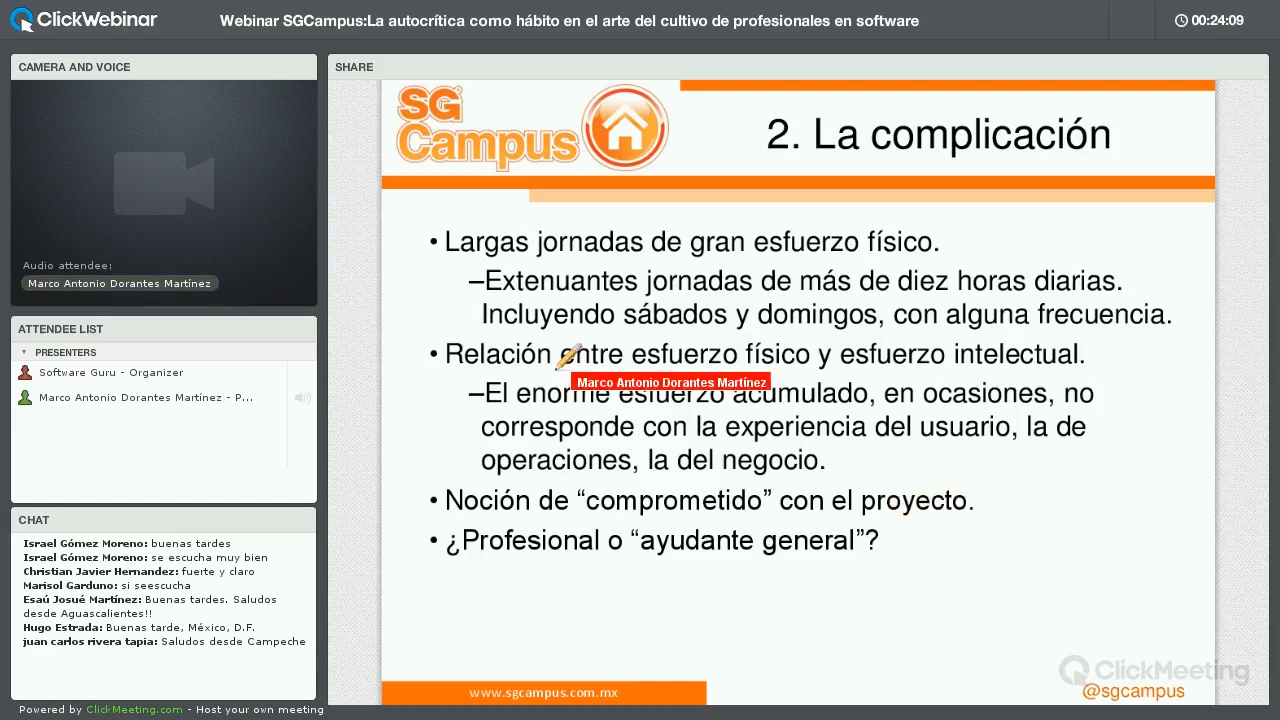 ClickWebinar
Webinar SGCampus:La autocrítica como hábito en el arte del cultivo de profesionales en software
00:24:09
CAMERA AND VOICE
Audio attendee:
Marco Antonio Dorantes Martínez
ATTENDEE LIST
PRESENTERS
Software Guru - Organizer
Marco Antonio Dorantes Martínez - P...
CHAT
Israel Gómez Moreno: buenas tardes
Israel Gómez Moreno: se escucha muy bien
Christian Javier Hernandez: fuerte y claro
Marisol Garduno: si seescucha
Esaú Josué Martínez: Buenas tardes. Saludos
desde Aguascalientes!!
Hugo Estrada: Buenas tarde, México, D.F.
juan carlos rivera tapia: Saludos desde Campeche
Powered by ClickMeeting.com - Host your own meeting
SHARE
SG
Campus
2. La complicación
• Largas jornadas de gran esfuerzo físico.
–Extenuantes jornadas de más de diez horas diarias.
Incluyendo sábados y domingos, con alguna frecuencia.
• Relación entre esfuerzo físico y esfuerzo intelectual.
Marco Antonio Dorantes Martínez
–El enorme esfuerzo acumulado, en ocasiones, no
corresponde con la experiencia del usuario, la de
operaciones, la del negocio.
• Noción de “comprometido” con el proyecto.
• ¿Profesional o “ayudante general”?
www.sgcampus.com.mx
ClickMeeting
@sgcampus